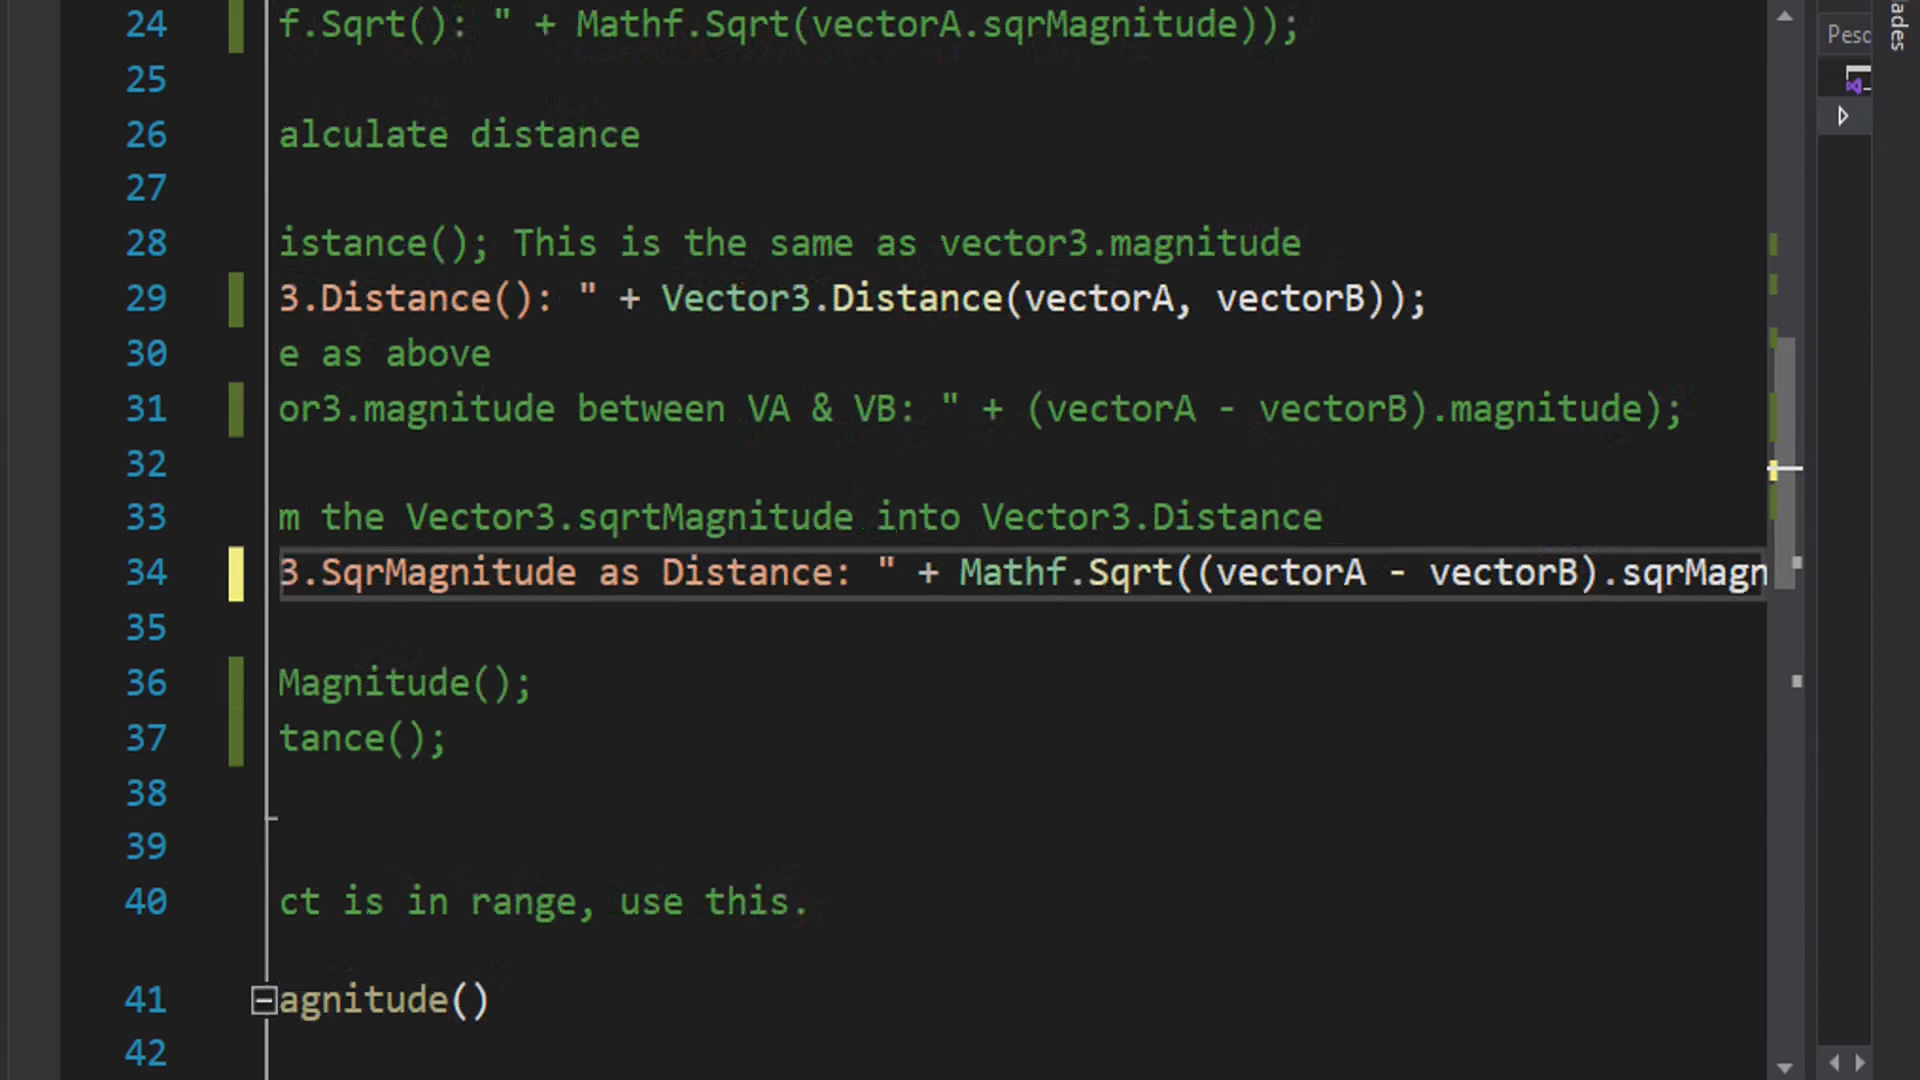 24 f.Sqrt(): " + Mathf.Sqrt(vectorA.sqrMagnitude));
25
26 alculate distance
27
28 istance(); This is the same as vector3.magnitude
29 3.Distance(): " + Vector3.Distance(vectorA, vectorB));
30 e as above
31 or3.magnitude between VA & VB: " + (vectorA - vectorB).magnitude);
32
33 m the Vector3.sqrtMagnitude into Vector3.Distance
34 3.SqrMagnitude as Distance: " + Mathf.Sqrt((vectorA - vectorB).sqrMagn
35
36 Magnitude();
37 tance();
38
39
40 ct is in range, use this.
41 agnitude()
42
Pesq
ades